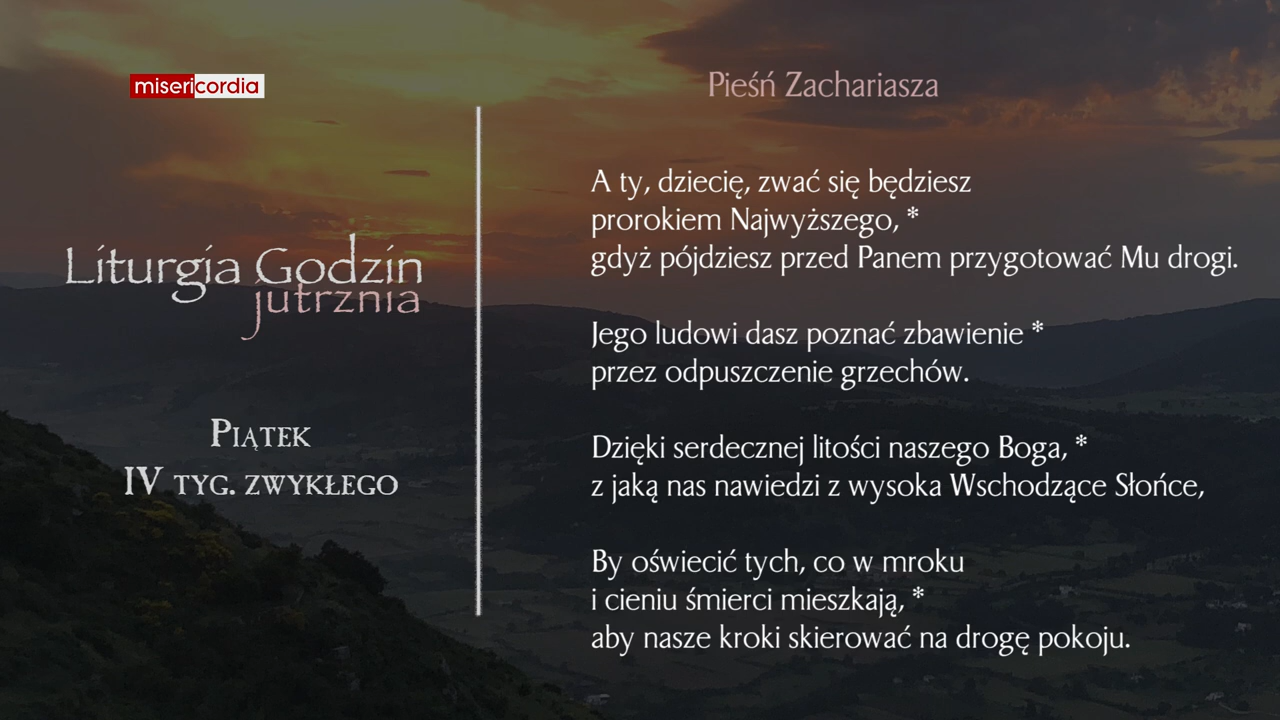 misericordia
Liturgia Godzin
jutrznia
Piątek
IV tyg. zwykłego
Pieśń Zachariasza
A ty, dziecię, zwać się będziesz
prorokiem Najwyższego, *
gdyż pójdziesz przed Panem przygotować Mu drogi.
Jego ludowi dasz poznać zbawienie *
przez odpuszczenie grzechów.
Dzięki serdecznej litości naszego Boga, *
z jaką nas nawiedzi z wysoka Wschodzące Słońce,
By oświecić tych, co w mroku
i cieniu śmierci mieszkają, *
aby nasze kroki skierować na drogę pokoju.